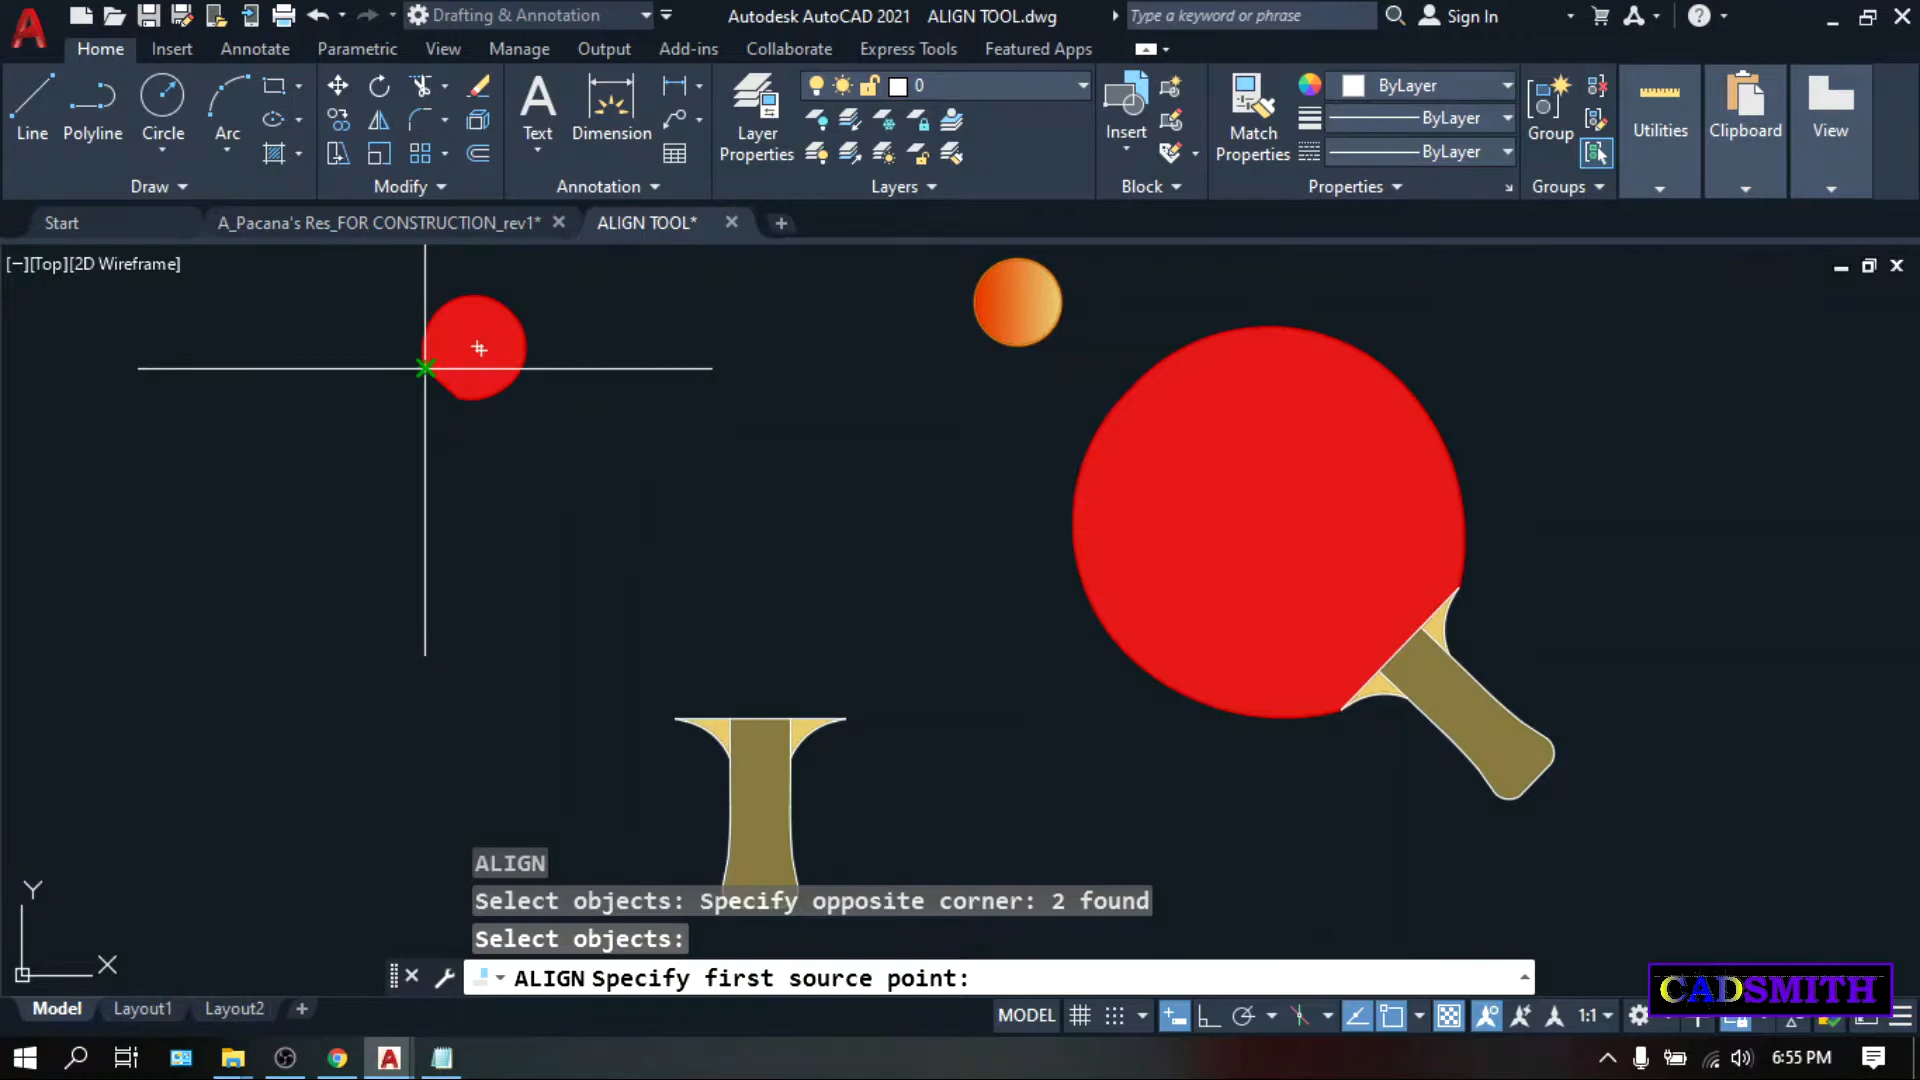 Drafting & Annotation
Autodesk AutoCAD 2021 ALIGN TOOL.dwg
Type a keyword or phrase
Sign In
Home Insert Annotate Parametric View Manage Output Add-ins Collaborate Express Tools Featured Apps
0
ByLayer
ByLayer
ByLayer
Line Polyline Circle Arc
Text Dimension
Layer Properties
Insert
Match Properties
Group
Utilities
Clipboard
View
Draw Modify Annotation Layers Block Properties Groups
Start A_Pacana's Res_FOR CONSTRUCTION_rev1* ALIGN TOOL*
[−][Top][2D Wireframe]
ALIGN
Select objects: Specify opposite corner: 2 found
Select objects:
ALIGN Specify first source point:
Y
X
CADSMITH
Model Layout1 Layout2
MODEL
1:1
6:55 PM